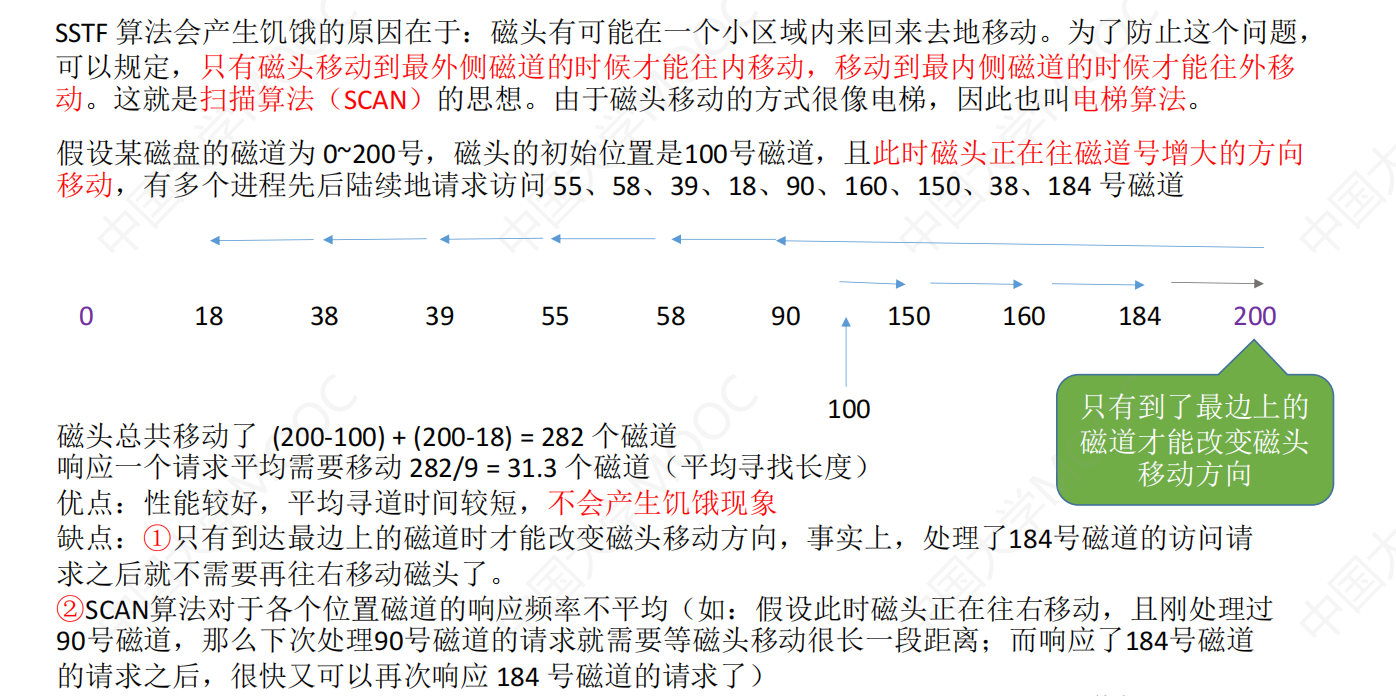 SSTF 算法会产生饥饿的原因在于：磁头有可能在一个小区域内来回来去地移动。为了防止这个问题，
可以规定，只有磁头移动到最外侧磁道的时候才能往内移动，移动到最内侧磁道的时候才能往外移
动。这就是扫描算法（SCAN）的思想。由于磁头移动的方式很像电梯，因此也叫电梯算法。
假设某磁盘的磁道为 0~200号，磁头的初始位置是100号磁道，且此时磁头正在往磁道号增大的方向
移动，有多个进程先后陆续地请求访问 55、58、39、18、90、160、150、38、184 号磁道
0 18 38 39 55 58 90 150 160 184 200
100
只有到了最边上的
磁道才能改变磁头
移动方向
磁头总共移动了 (200-100) + (200-18) = 282 个磁道
响应一个请求平均需要移动 282/9 = 31.3 个磁道（平均寻找长度）
优点：性能较好，平均寻道时间较短，不会产生饥饿现象
缺点：①只有到达最边上的磁道时才能改变磁头移动方向，事实上，处理了184号磁道的访问请
求之后就不需要再往右移动磁头了。
②SCAN算法对于各个位置磁道的响应频率不平均（如：假设此时磁头正在往右移动，且刚处理过
90号磁道，那么下次处理90号磁道的请求就需要等磁头移动很长一段距离；而响应了184号磁道
的请求之后，很快又可以再次响应 184 号磁道的请求了）
中国大学MOOC